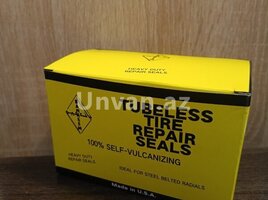 HEAVY DUTY
REPAIR SEALS
Unvan.az
TUBELESS
TIRE
REPAIR
SEALS
100% SELF-VULCANIZING
HEAVY DUTY
REPAIR SEALS
IDEAL FOR STEEL BELTED RADIALS
Made in U.S.A.